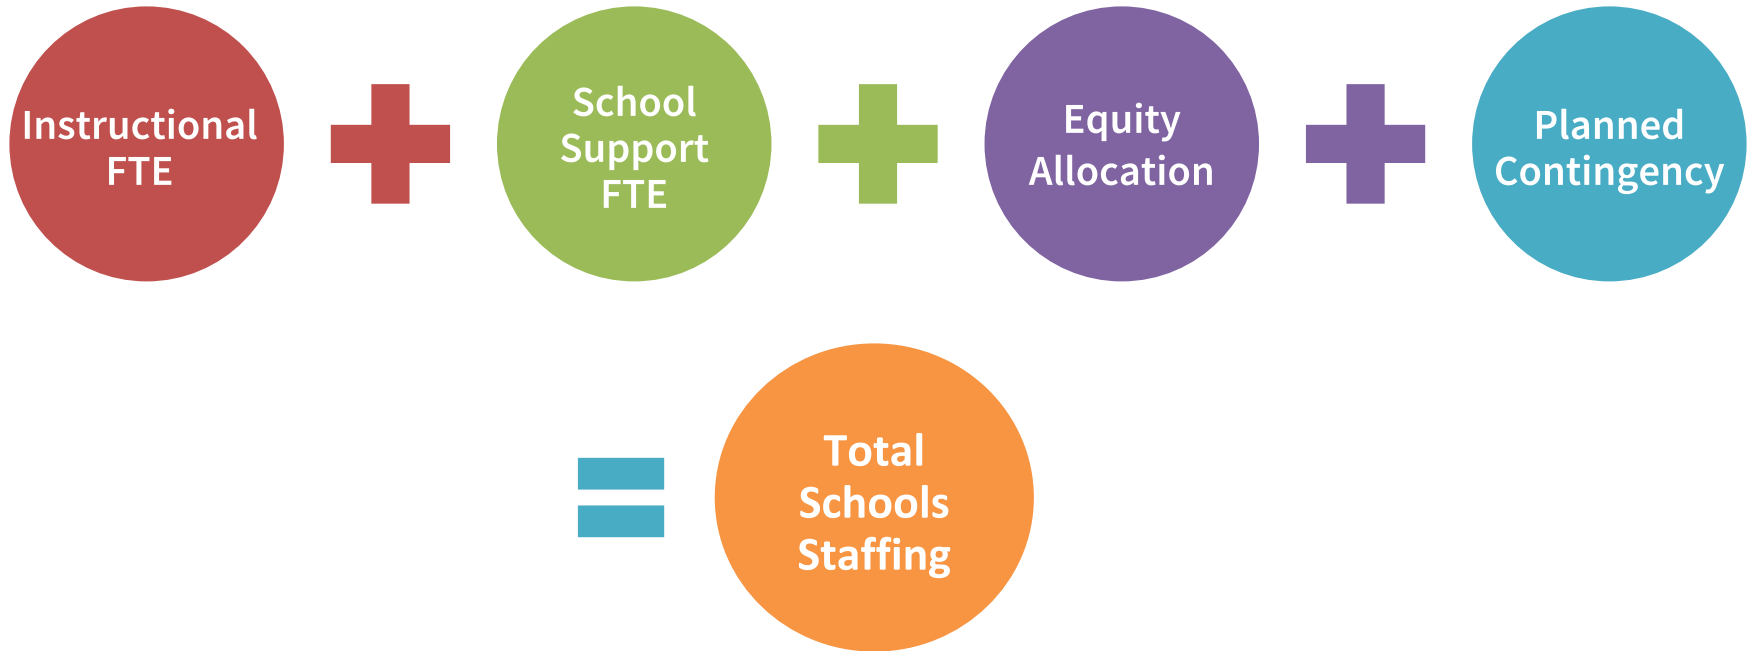 Instructional
FTE
School
Support
FTE
Equity
Allocation
Planned
Contingency
Total
Schools
Staffing